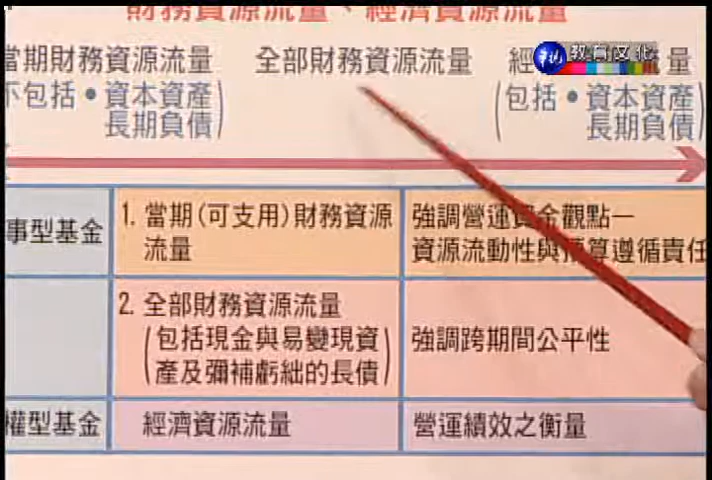 財務資源流量、經濟資源流量
當期財務資源流量
不包括•資本資產
長期負債
全部財務資源流量
經 量
包括•資本資產
長期負債
華視 教育文化
事型基金
1. 當期(可支用)財務資源
流量
強調營運資金觀點—
資源流動性與預算遵循責任
2. 全部財務資源流量
(包括現金與易變現資
產及彌補虧絀的長債)
強調跨期間公平性
權型基金
經濟資源流量
營運績效之衡量